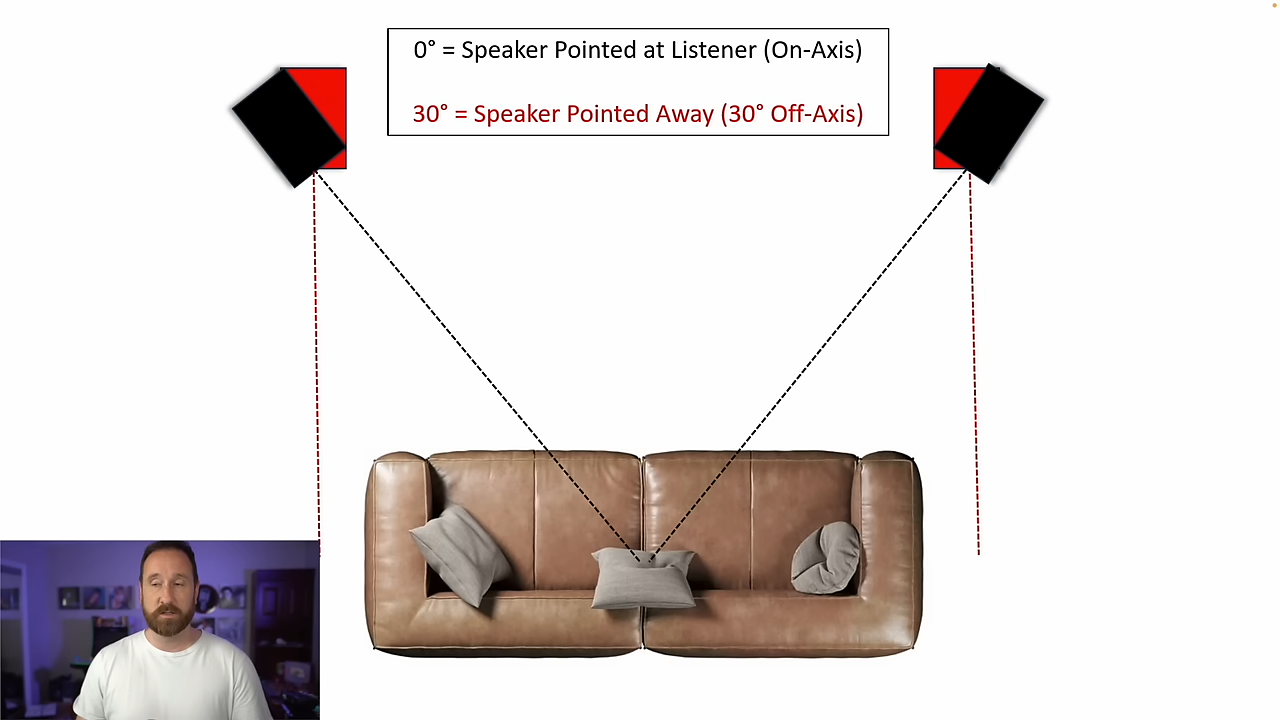 0° = Speaker Pointed at Listener (On-Axis)
30° = Speaker Pointed Away (30° Off-Axis)